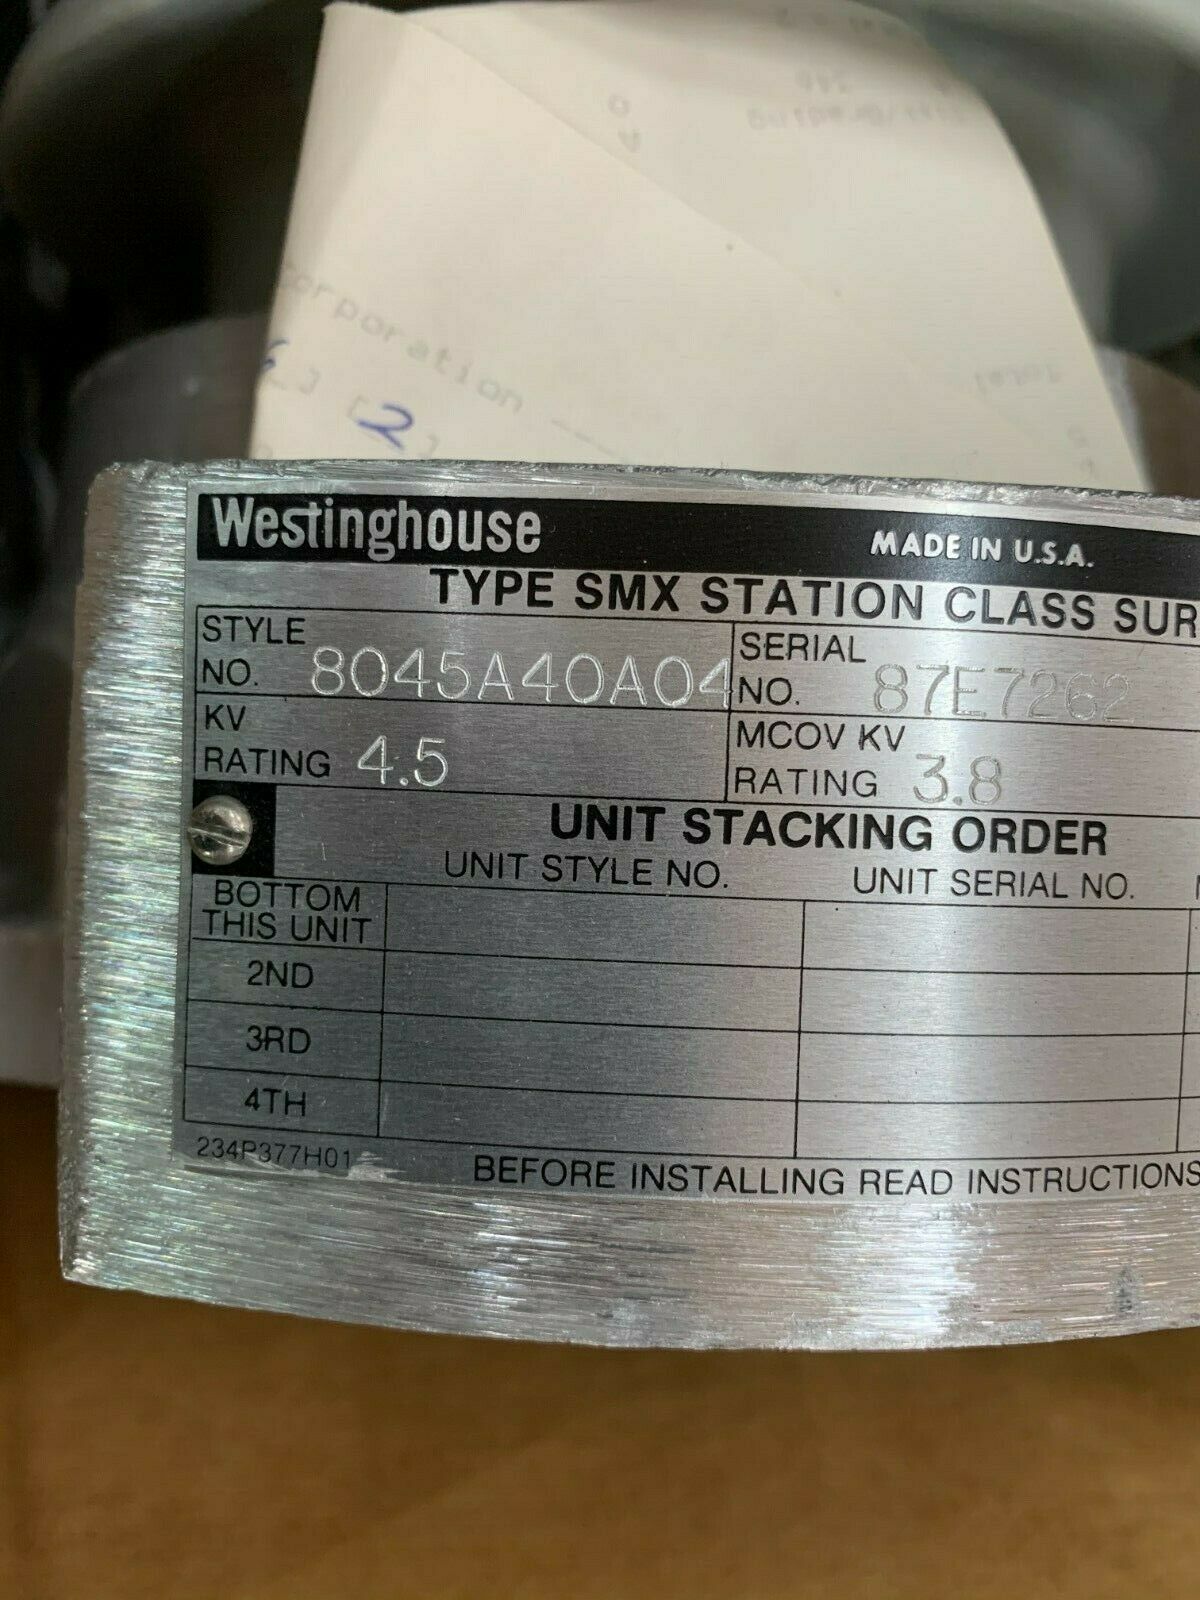 orporation ----
] [2]
Westinghouse MADE IN U.S.A.
TYPE SMX STATION CLASS SUR
STYLE NO. 8045A40A04 SERIAL NO. 87E7262
KV RATING 4.5 MCOV KV RATING 3.8
UNIT STACKING ORDER
UNIT STYLE NO. UNIT SERIAL NO.
BOTTOM
THIS UNIT
2ND
3RD
4TH
234P377H01
BEFORE INSTALLING READ INSTRUCTIONS